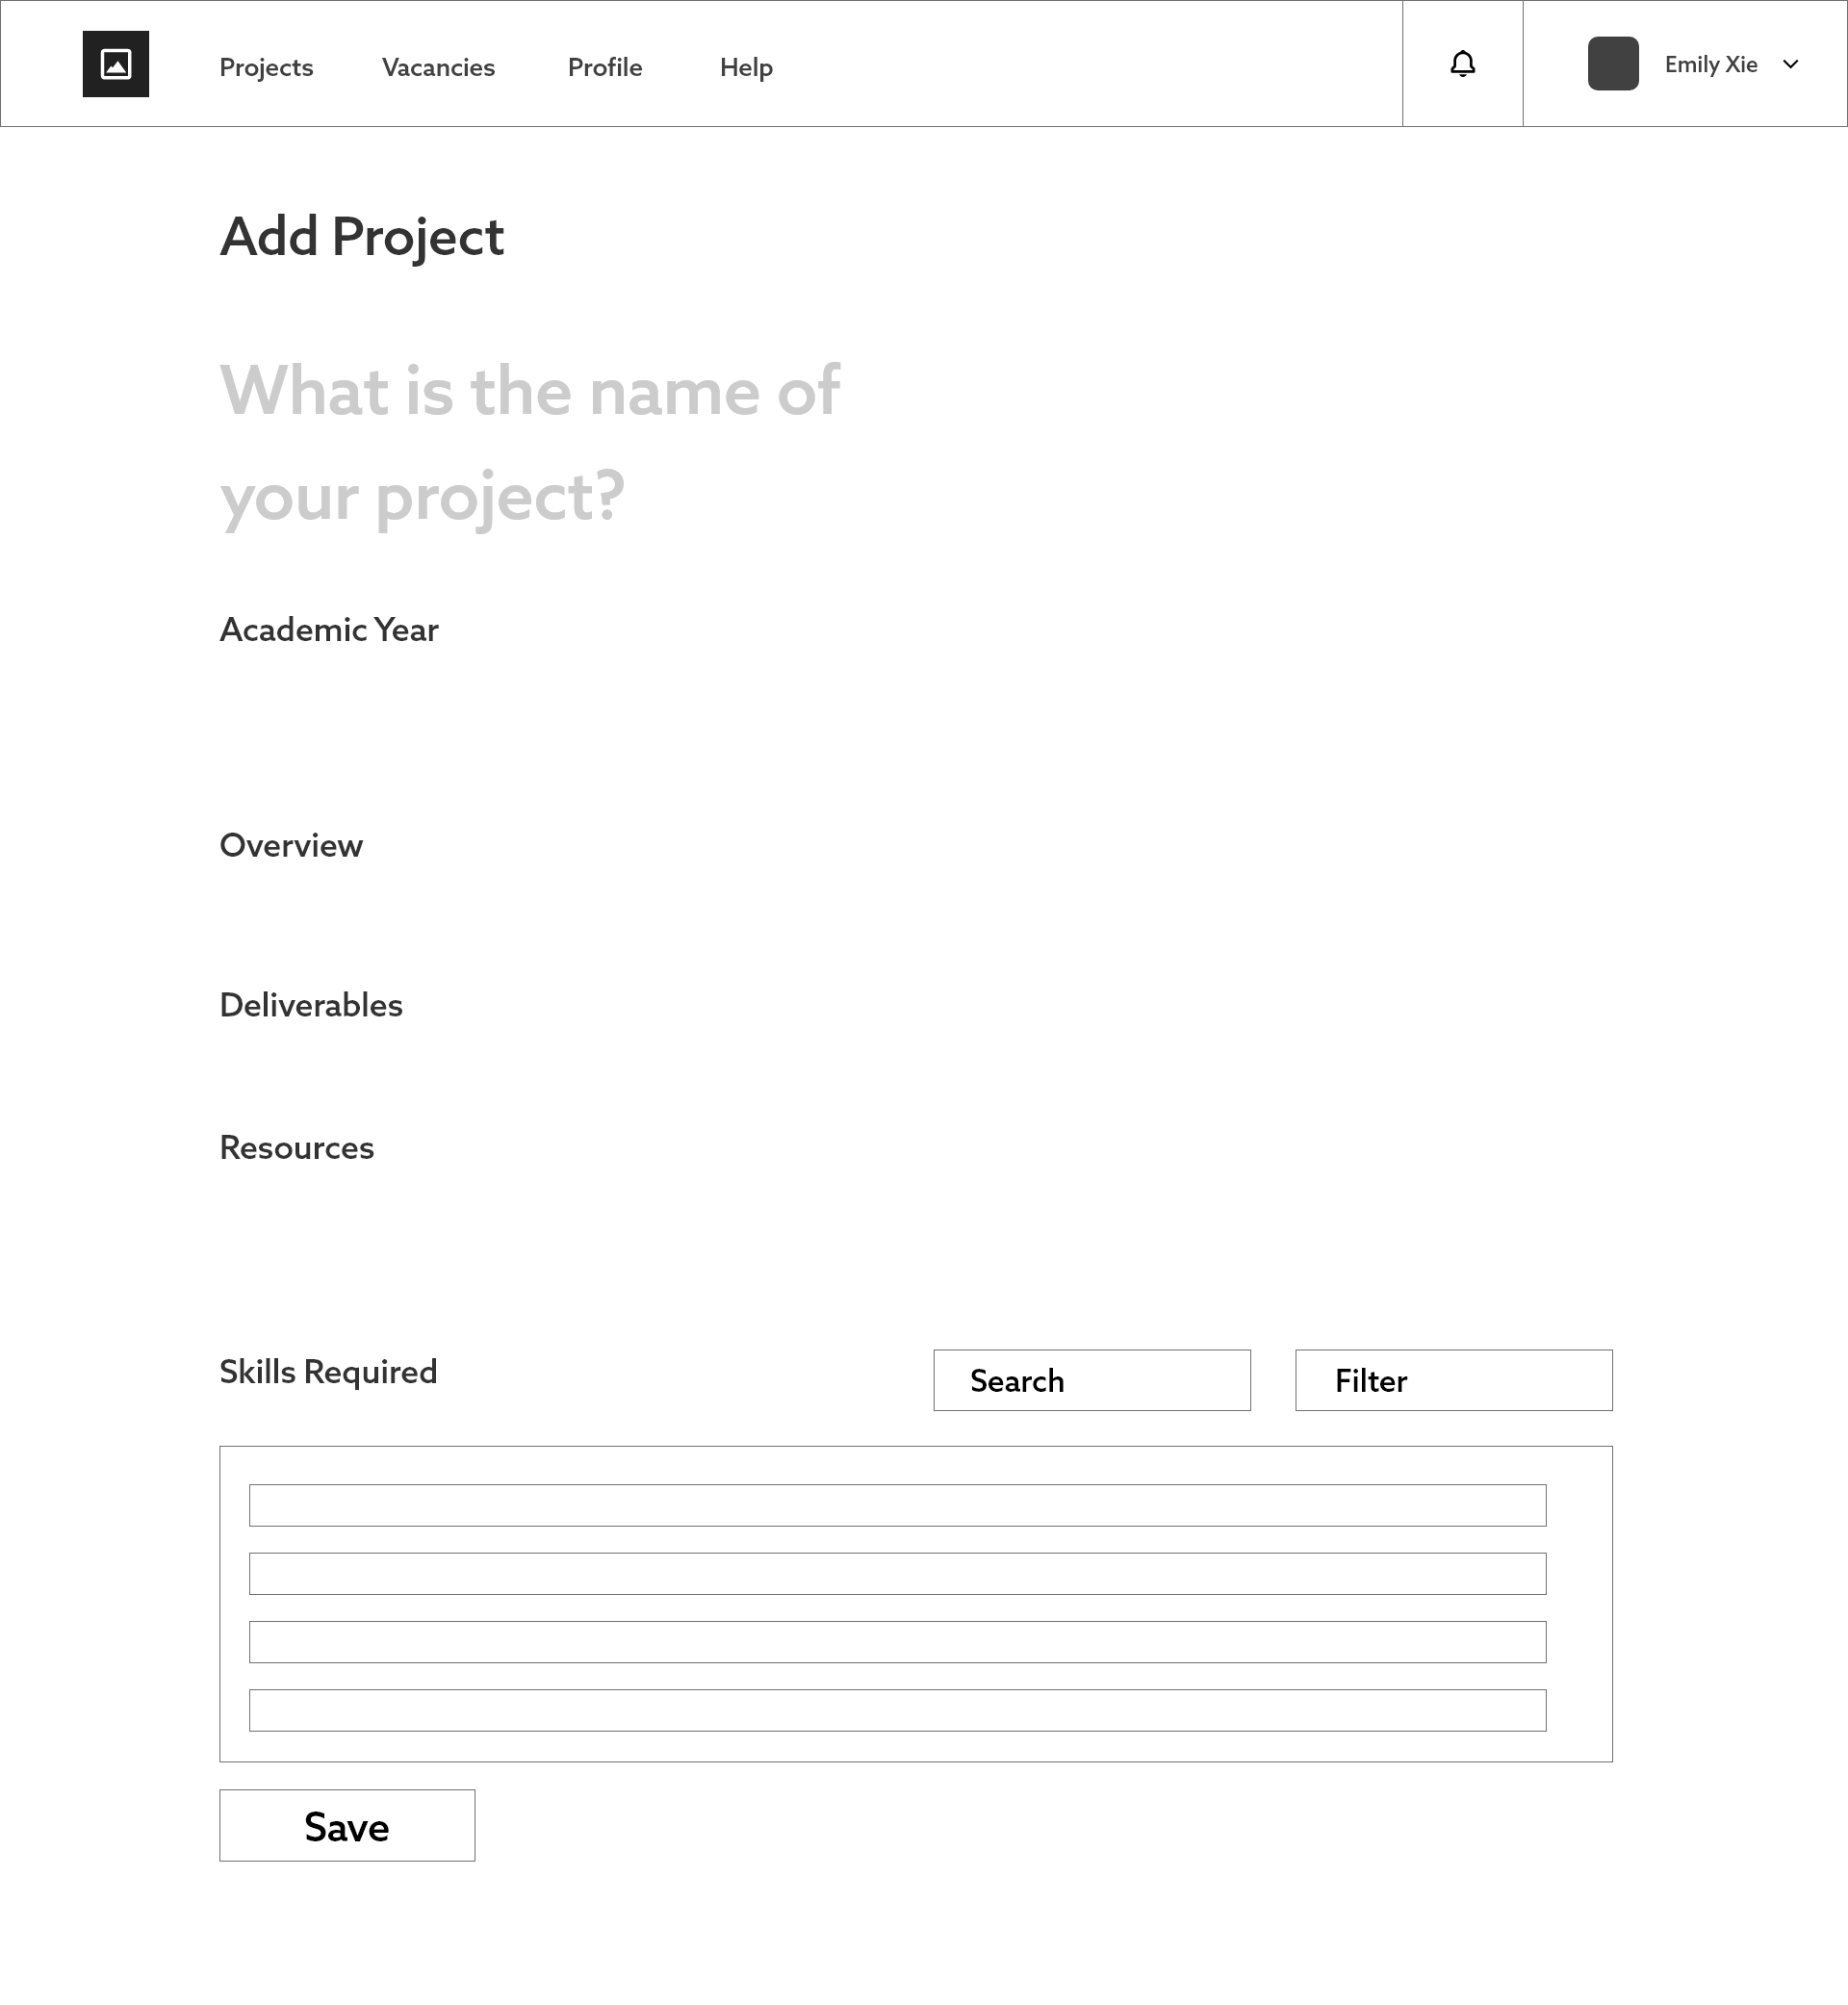 Projects
Vacancies
Profile
Help
Emily Xie
Add Project
What is the name of
your project?
Academic Year
Overview
Deliverables
Resources
Skills Required
Search
Filter
Save